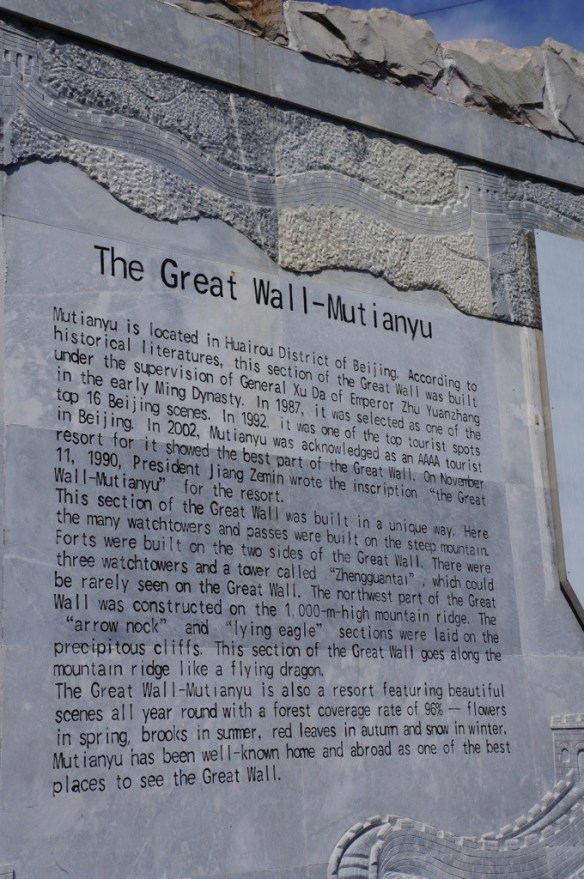 The Great Wall-Mutianyu
Mutianyu is located in Huairou District of Beijing. According to
historical literatures, this section of the Great Wall was built
under the supervision of General Xu Da of Emperor Zhu Yuanzhang
in the early Ming Dynasty. In 1987, it was selected as one of the
top 16 Beijing scenes. In 1992, it was one of the top tourist spots
in Beijing. In 2002, Mutianyu was acknowledged as an AAAA tourist
resort for it showed the best part of the Great Wall. On November
11, 1990, President Jiang Zemin wrote the inscription "the Great
Wall-Mutianyu" for the resort.
This section of the Great Wall was built in a unique way. Here
the many watchtowers and passes were built on the steep mountain.
Forts were built on the two sides of the Great Wall. There were
three watchtowers and a tower called "Zhengguantai", which could
be rarely seen on the Great Wall. The northwest part of the Great
Wall was constructed on the 1,000-m-high mountain ridge. The
"arrow nock" and "lying eagle" sections were laid on the
precipitous cliffs. This section of the Great Wall goes along the
mountain ridge like a flying dragon.
The Great Wall-Mutianyu is also a resort featuring beautiful
scenes all year round with a forest coverage rate of 96% — flowers
in spring, brooks in summer, red leaves in autumn and snow in winter.
Mutianyu has been well-known home and abroad as one of the best
places to see the Great Wall.